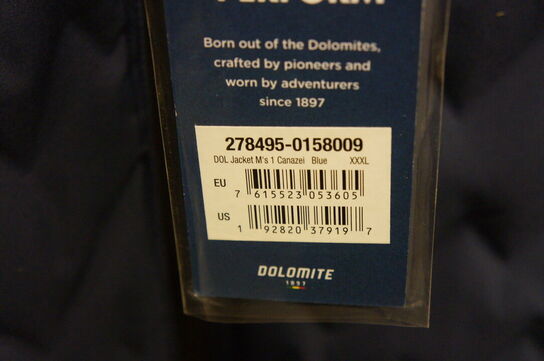 Born out of the Dolomites,
crafted by pioneers and
worn by adventurers
since 1897
278495-0158009
DOL Jacket M's 1 Canazei Blue XXXL
EU
7 615523 053605
US
1 92820 37919 7
DOLOMITE
1897